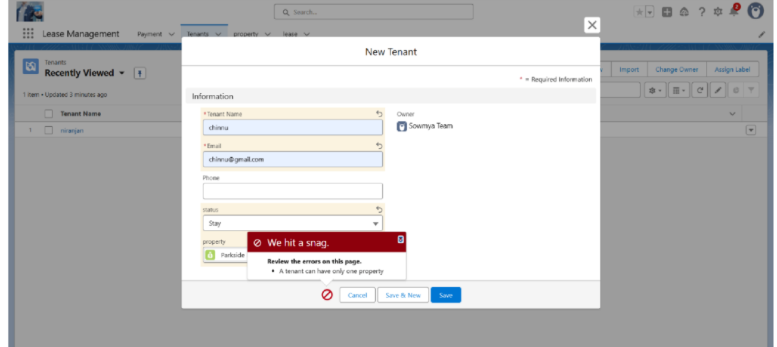 Search...
Lease Management
Payment
Tenants
property
lease
New Tenant
* = Required Information
Tenants
Recently Viewed
Import
Change Owner
Assign Label
1 item • Updated 3 minutes ago
Information
Tenant Name
*Tenant Name
Owner
chinnu
Sowmya Team
1
niranjan
*Email
chinnu@gmail.com
Phone
status
Stay
property
Parkside
We hit a snag.
Review the errors on this page.
• A tenant can have only one property
Cancel
Save & New
Save